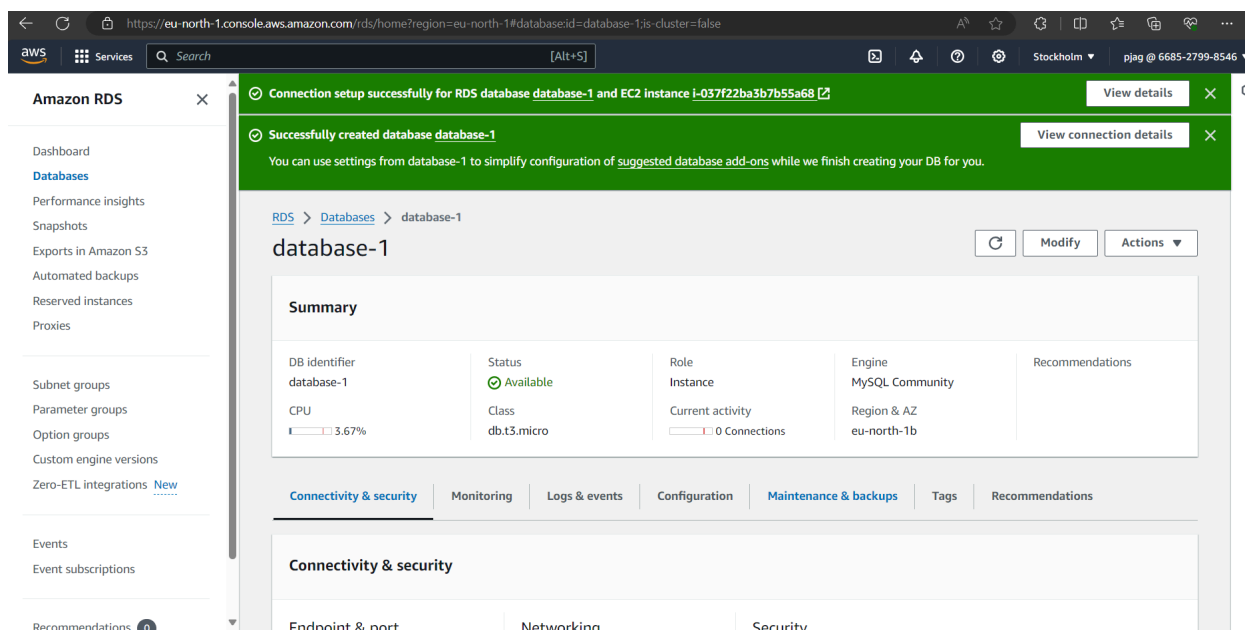 https://eu-north-1.console.aws.amazon.com/rds/home?region=eu-north-1#database:id=database-1;is-cluster=false
aws Services Search [Alt+S] Stockholm ▼ pjag @ 6685-2799-8546
Amazon RDS
Dashboard
Databases
Performance insights
Snapshots
Exports in Amazon S3
Automated backups
Reserved instances
Proxies
Subnet groups
Parameter groups
Option groups
Custom engine versions
Zero-ETL integrations New
Events
Event subscriptions
Recommendations 0
Connection setup successfully for RDS database database-1 and EC2 instance i-037f22ba3b7b55a68 View details
Successfully created database database-1 View connection details
You can use settings from database-1 to simplify configuration of suggested database add-ons while we finish creating your DB for you.
RDS > Databases > database-1
database-1 Modify Actions ▼
Summary
DB identifier Status Role Engine Recommendations
database-1 Available Instance MySQL Community
CPU Class Current activity Region & AZ
3.67% db.t3.micro 0 Connections eu-north-1b
Connectivity & security Monitoring Logs & events Configuration Maintenance & backups Tags Recommendations
Connectivity & security
Endpoint & port Networking Security